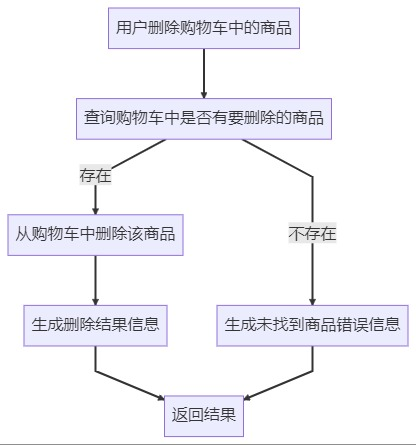 用户删除购物车中的商品
查询购物车中是否有要删除的商品
存在
不存在
从购物车中删除该商品
生成删除结果信息
生成未找到商品错误信息
返回结果